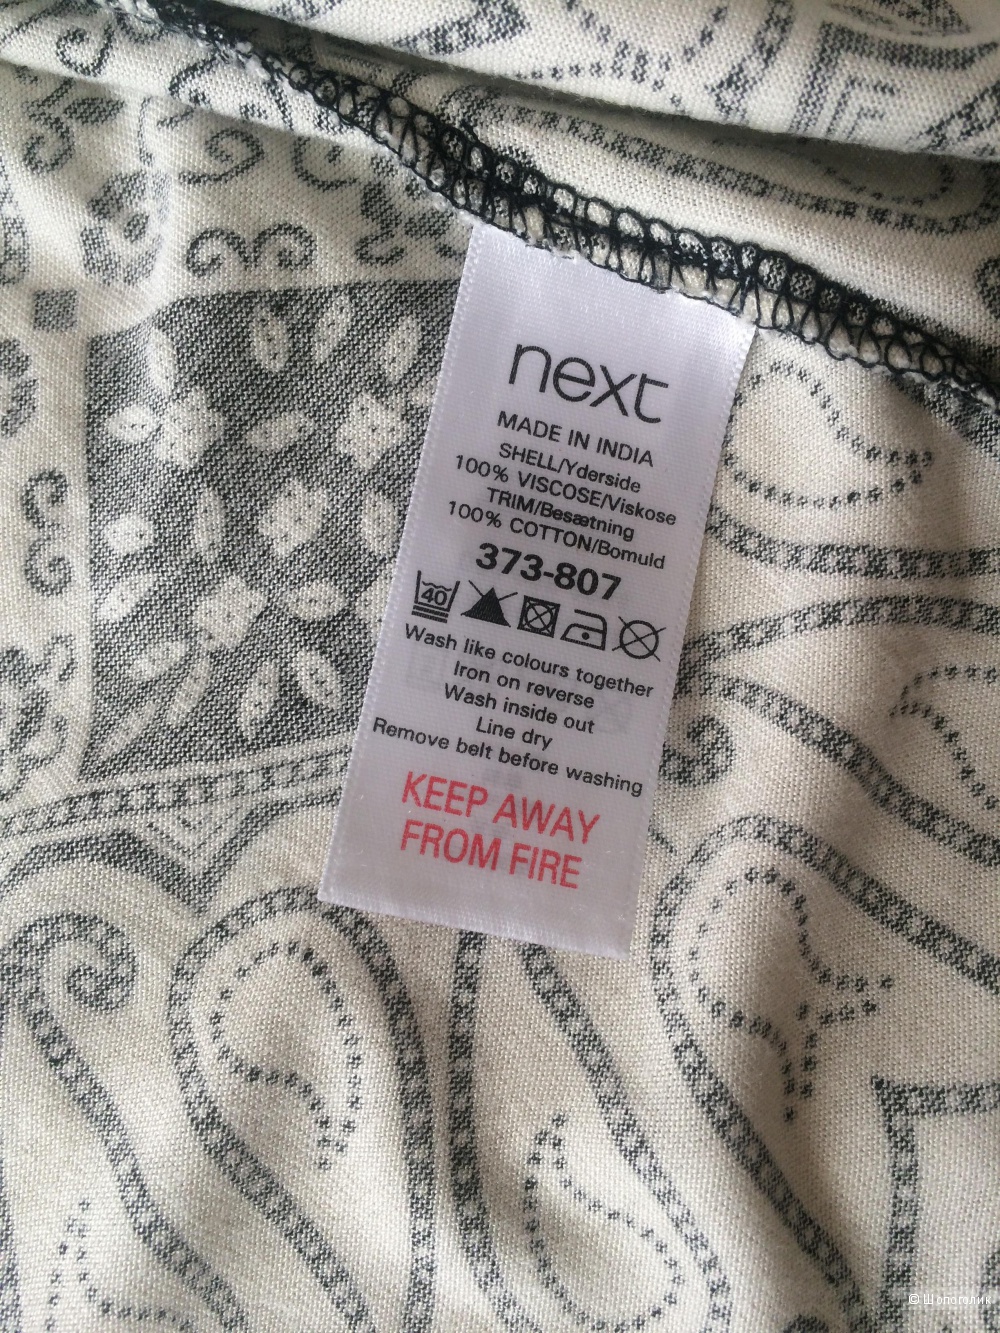 next
MADE IN INDIA
SHELL/Yderside
100% VISCOSE/Viskose
TRIM/Besætning
100% COTTON/Bomuld
373-807
40
Wash like colours together
Iron on reverse
Wash inside out
Line dry
Remove belt before washing
KEEP AWAY
FROM FIRE
© Шопоголик